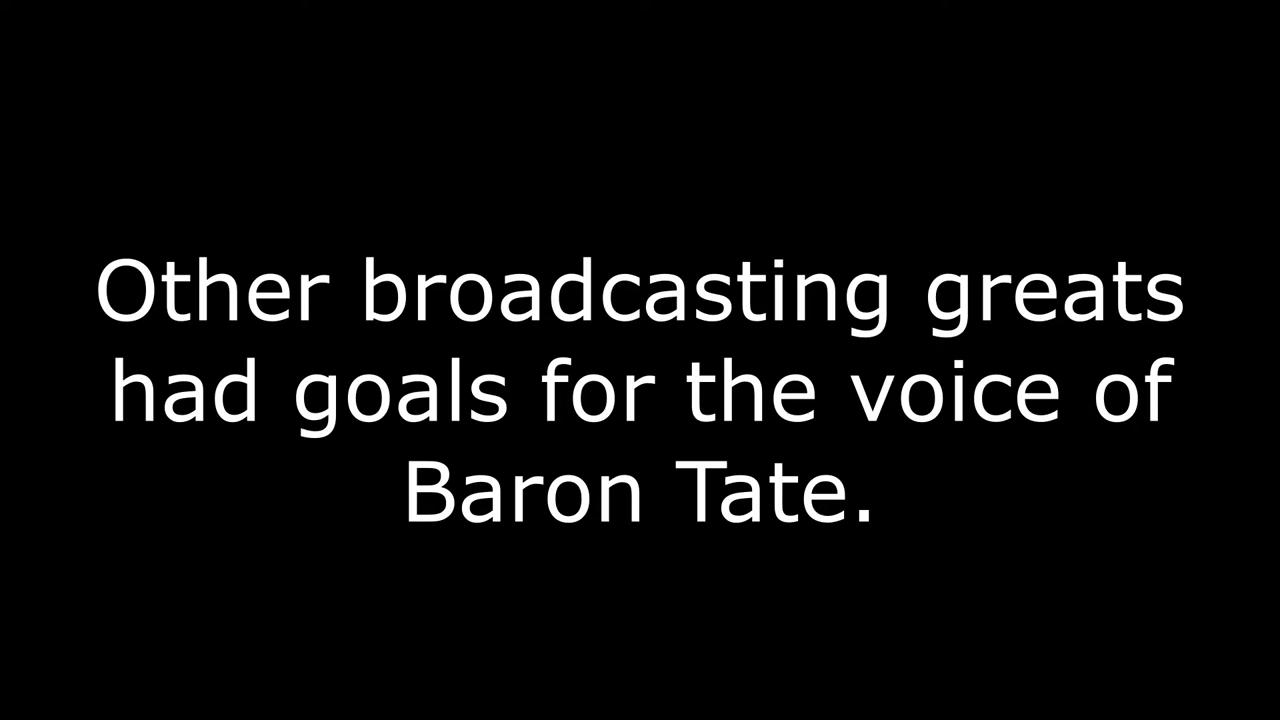 Other broadcasting greats
had goals for the voice of
Baron Tate.